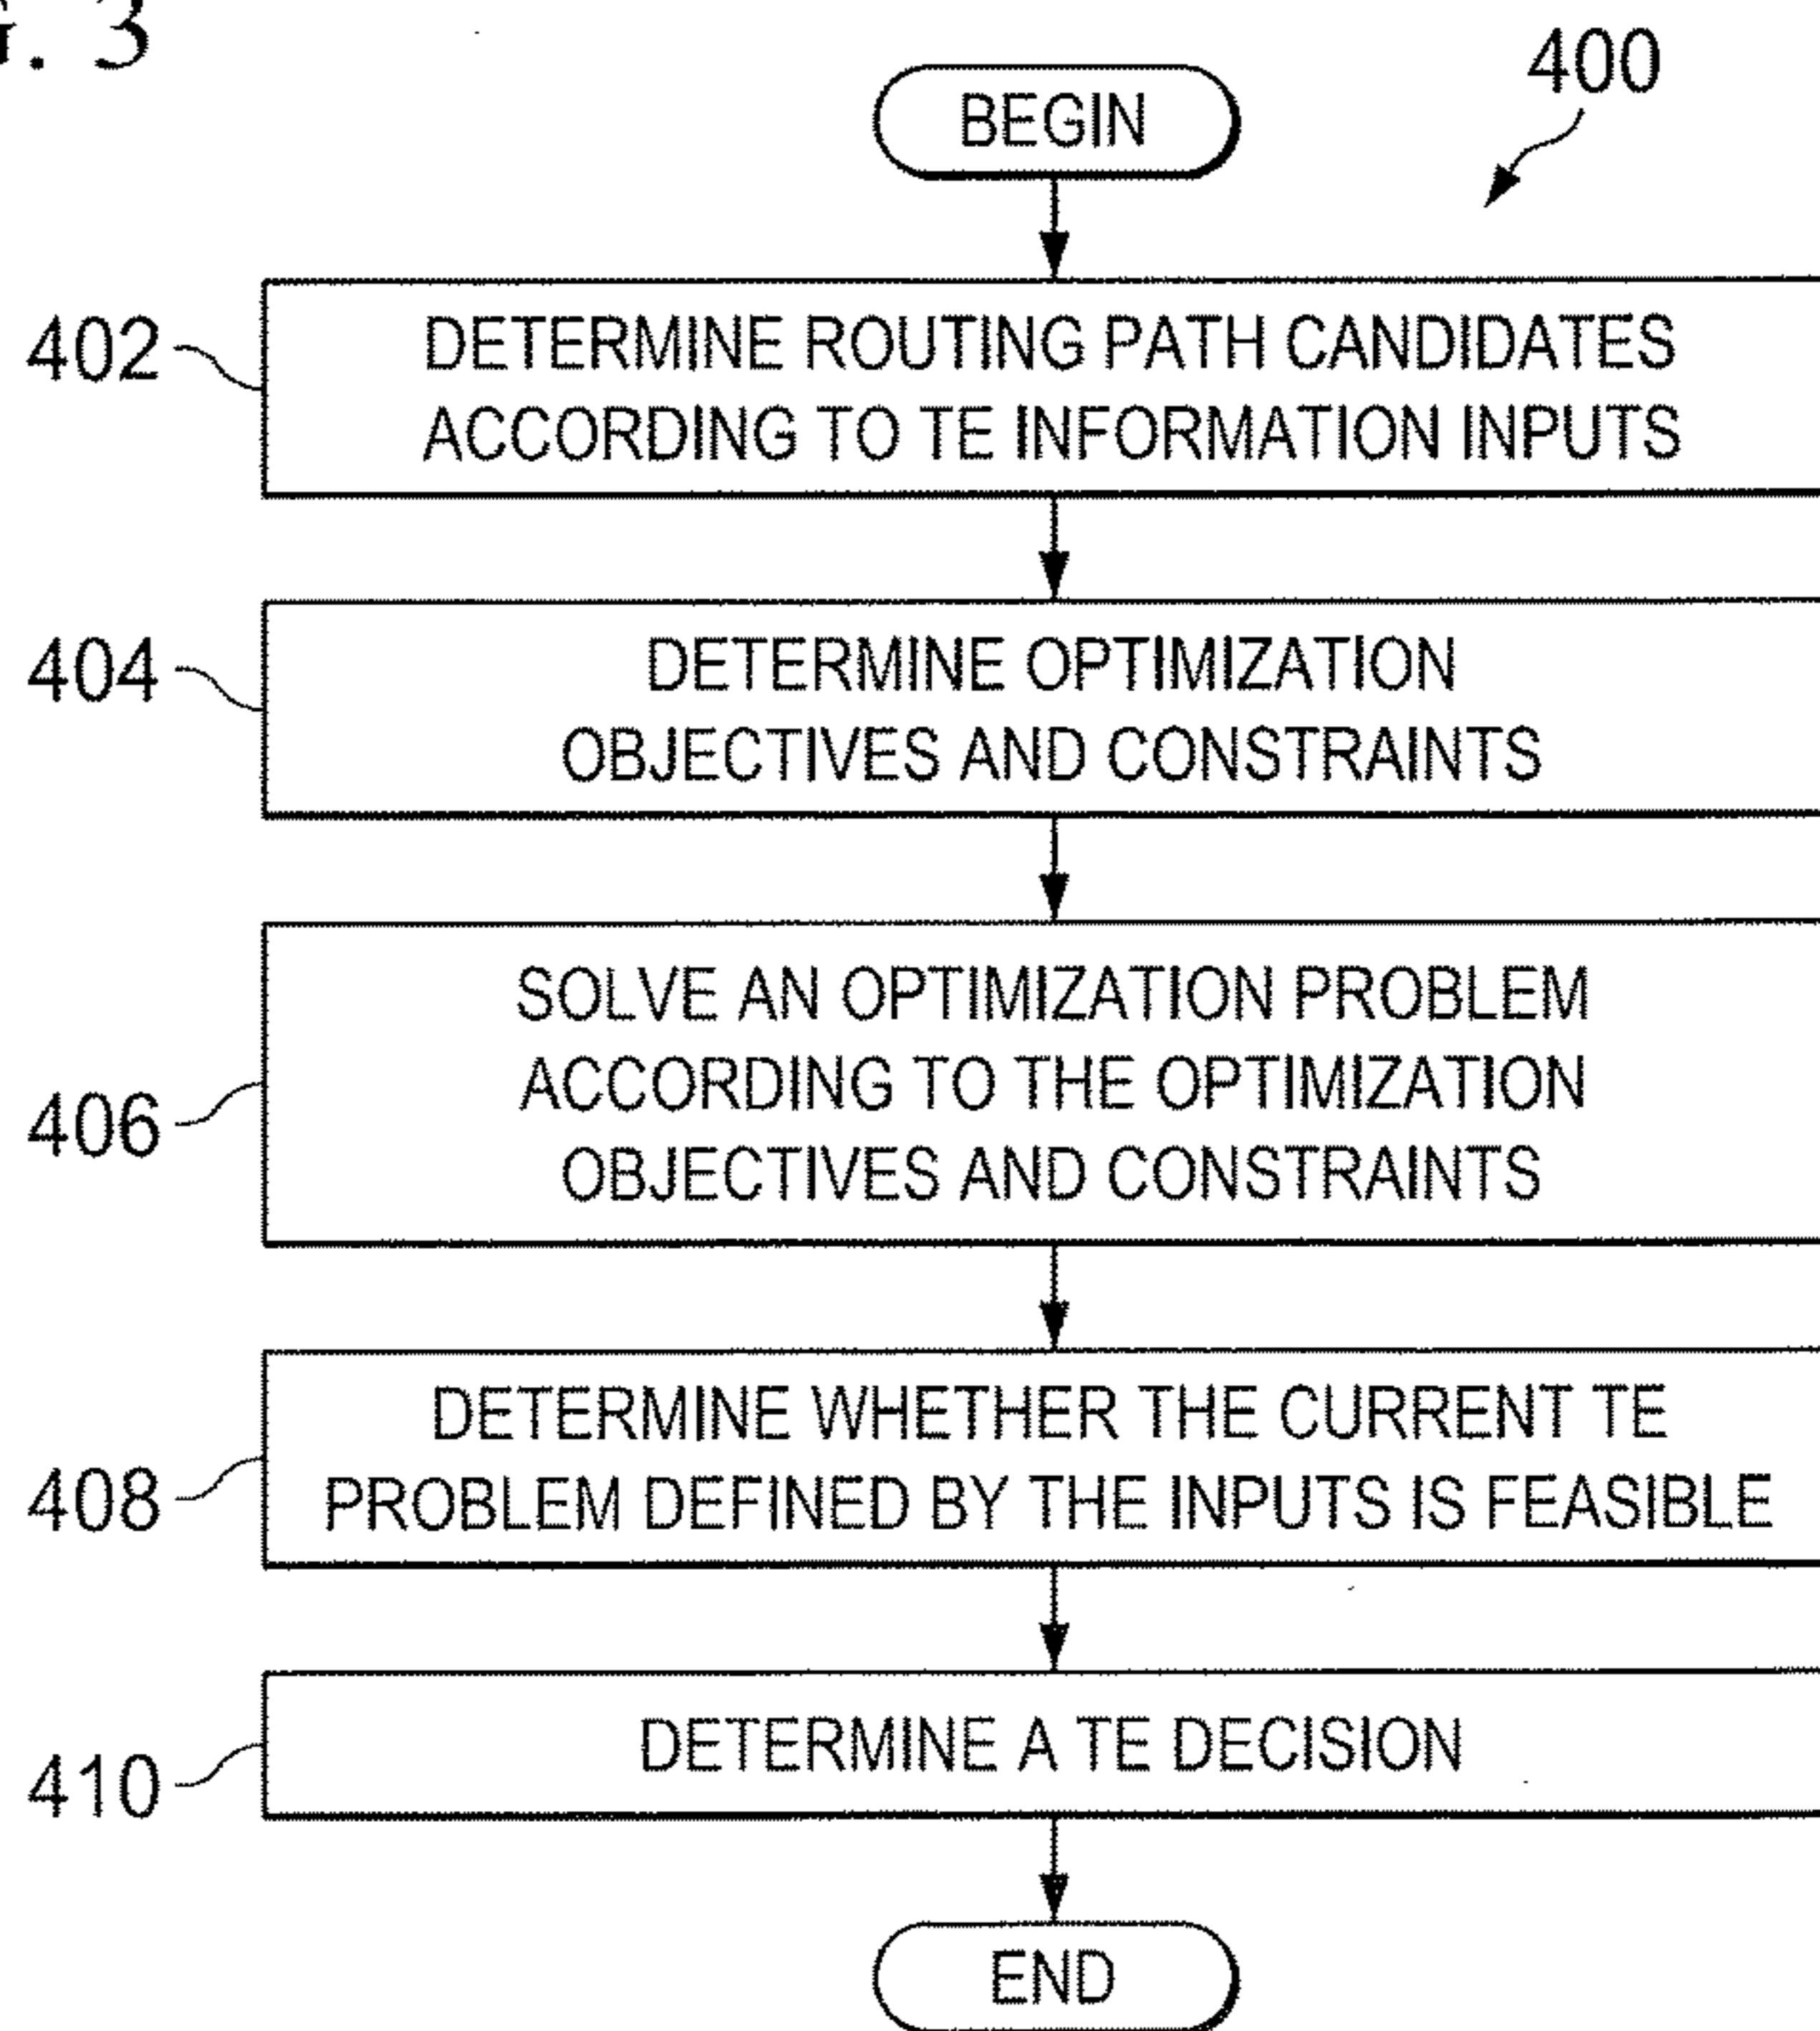 G. 3
400
BEGIN
402
DETERMINE ROUTING PATH CANDIDATES
ACCORDING TO TE INFORMATION INPUTS
404
DETERMINE OPTIMIZATION
OBJECTIVES AND CONSTRAINTS
406
SOLVE AN OPTIMIZATION PROBLEM
ACCORDING TO THE OPTIMIZATION
OBJECTIVES AND CONSTRAINTS
408
DETERMINE WHETHER THE CURRENT TE
PROBLEM DEFINED BY THE INPUTS IS FEASIBLE
410
DETERMINE A TE DECISION
END